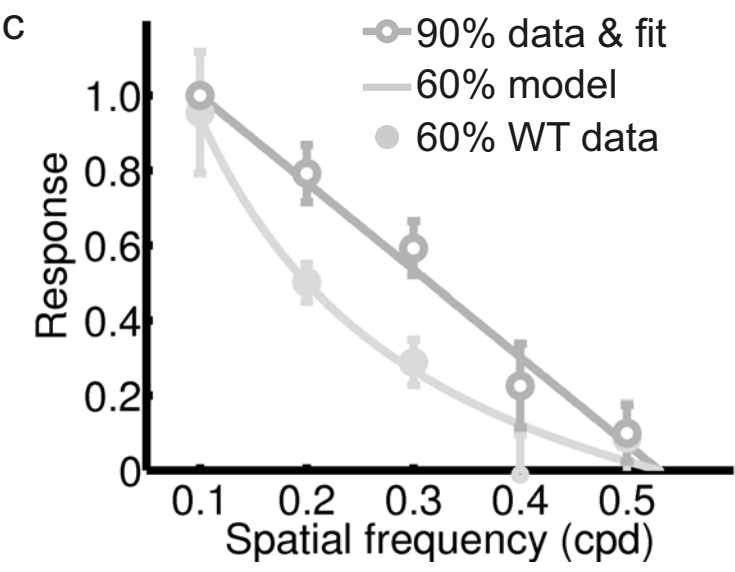 c
90% data & fit
60% model
60% WT data
Response
1.0
0.8
0.6
0.4
0.2
0
0.1 0.2 0.3 0.4 0.5
Spatial frequency (cpd)